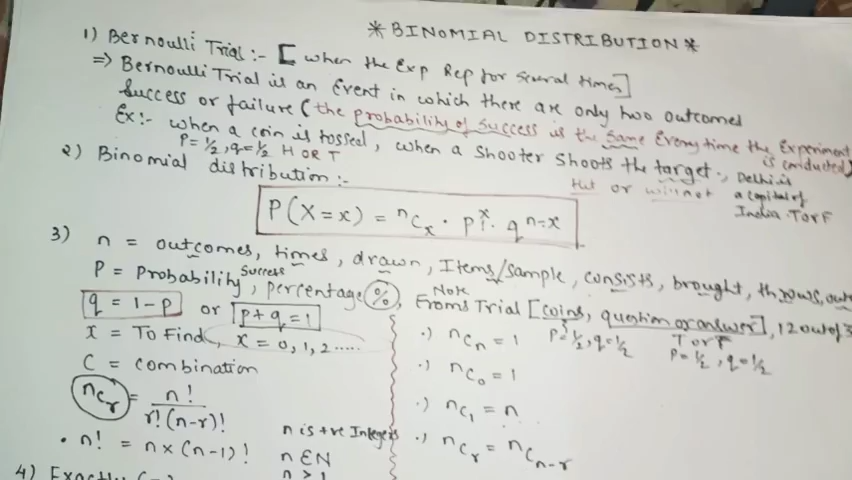 * BINOMIAL DISTRIBUTION *
1) Bernoulli Trial :- [ when the Exp Rep for Several times]
=> Bernoulli Trial is an Event in which there are only two outcomes
Success or failure (the probability of Success is the Same Every time the Experiment is conducted)
Ex:- when a coin is tossed, when a Shooter Shoots the target., Delhi is
P = 1/2, q = 1/2 H OR T Hit or will not a capital of
India. T or F
2) Binomial distribution :-
P(X=x) = nCx . p^x . q^n-x
3) n = outcomes, times, drawn, Items/Sample, consists, brought, throws, out
P = Probability Success, percentage (%), From Trial [coins, question or answer], 12 out of
q = 1-p or p+q = 1 Note p = 1/2, q = 1/2 T or F
P = 1/2, q = 1/2
x = To Find, x = 0, 1, 2 .....
C = combination
nCr = n! / r!(n-r)!
. n! = n x (n-1)!
n is +ve Integers
n ∈ N
n > 1
.) nCn = 1
.) nC0 = 1
.) nC1 = n
.) nCr = nCn-r
4) Exactly